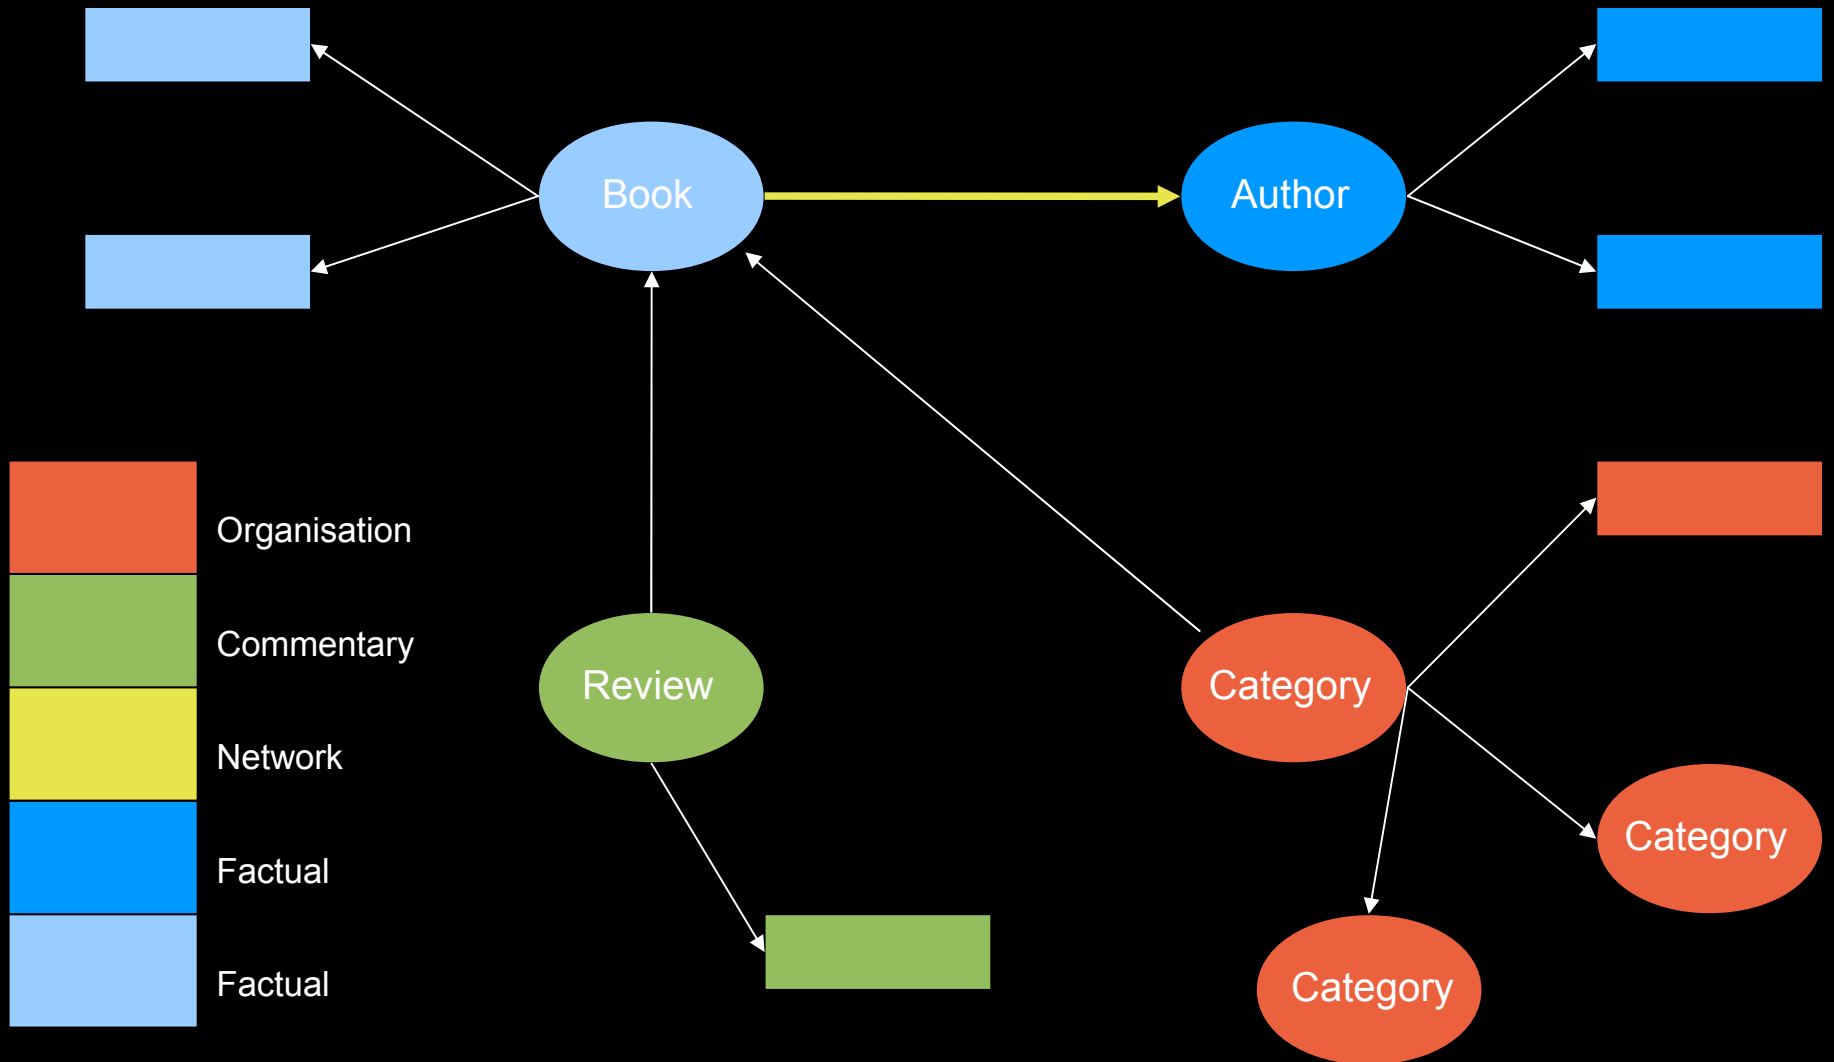 Book
Author
Organisation
Commentary
Review
Category
Network
Category
Factual
Category
Factual